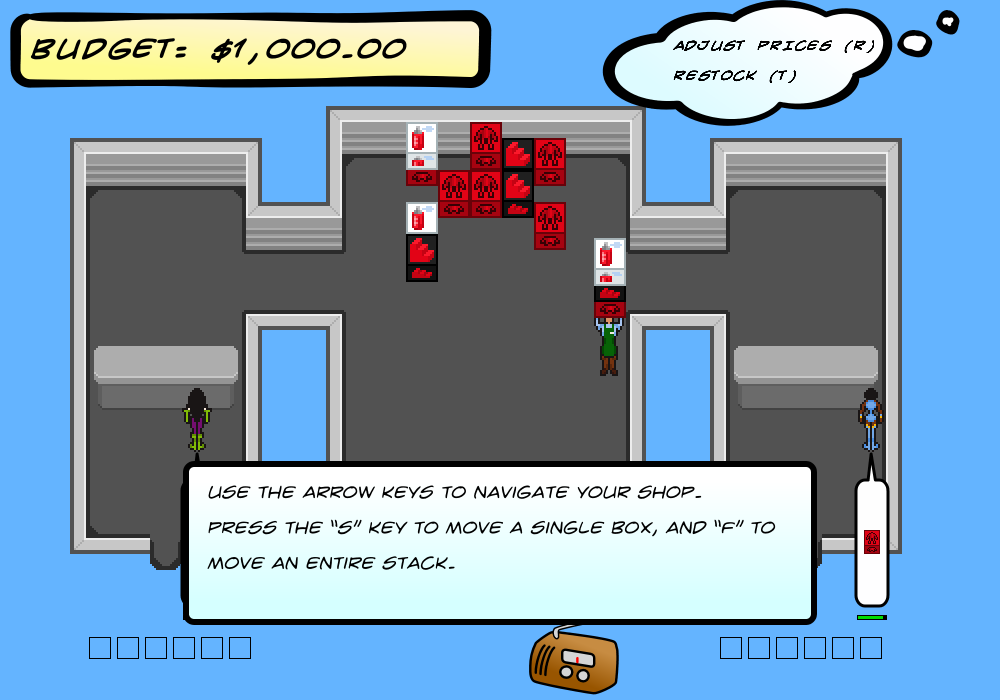 BUDGET: $1,000.00
ADJUST PRICES (R)
RESTOCK (T)
USE THE ARROW KEYS TO NAVIGATE YOUR SHOP.
PRESS THE "S" KEY TO MOVE A SINGLE BOX, AND "F" TO
MOVE AN ENTIRE STACK.